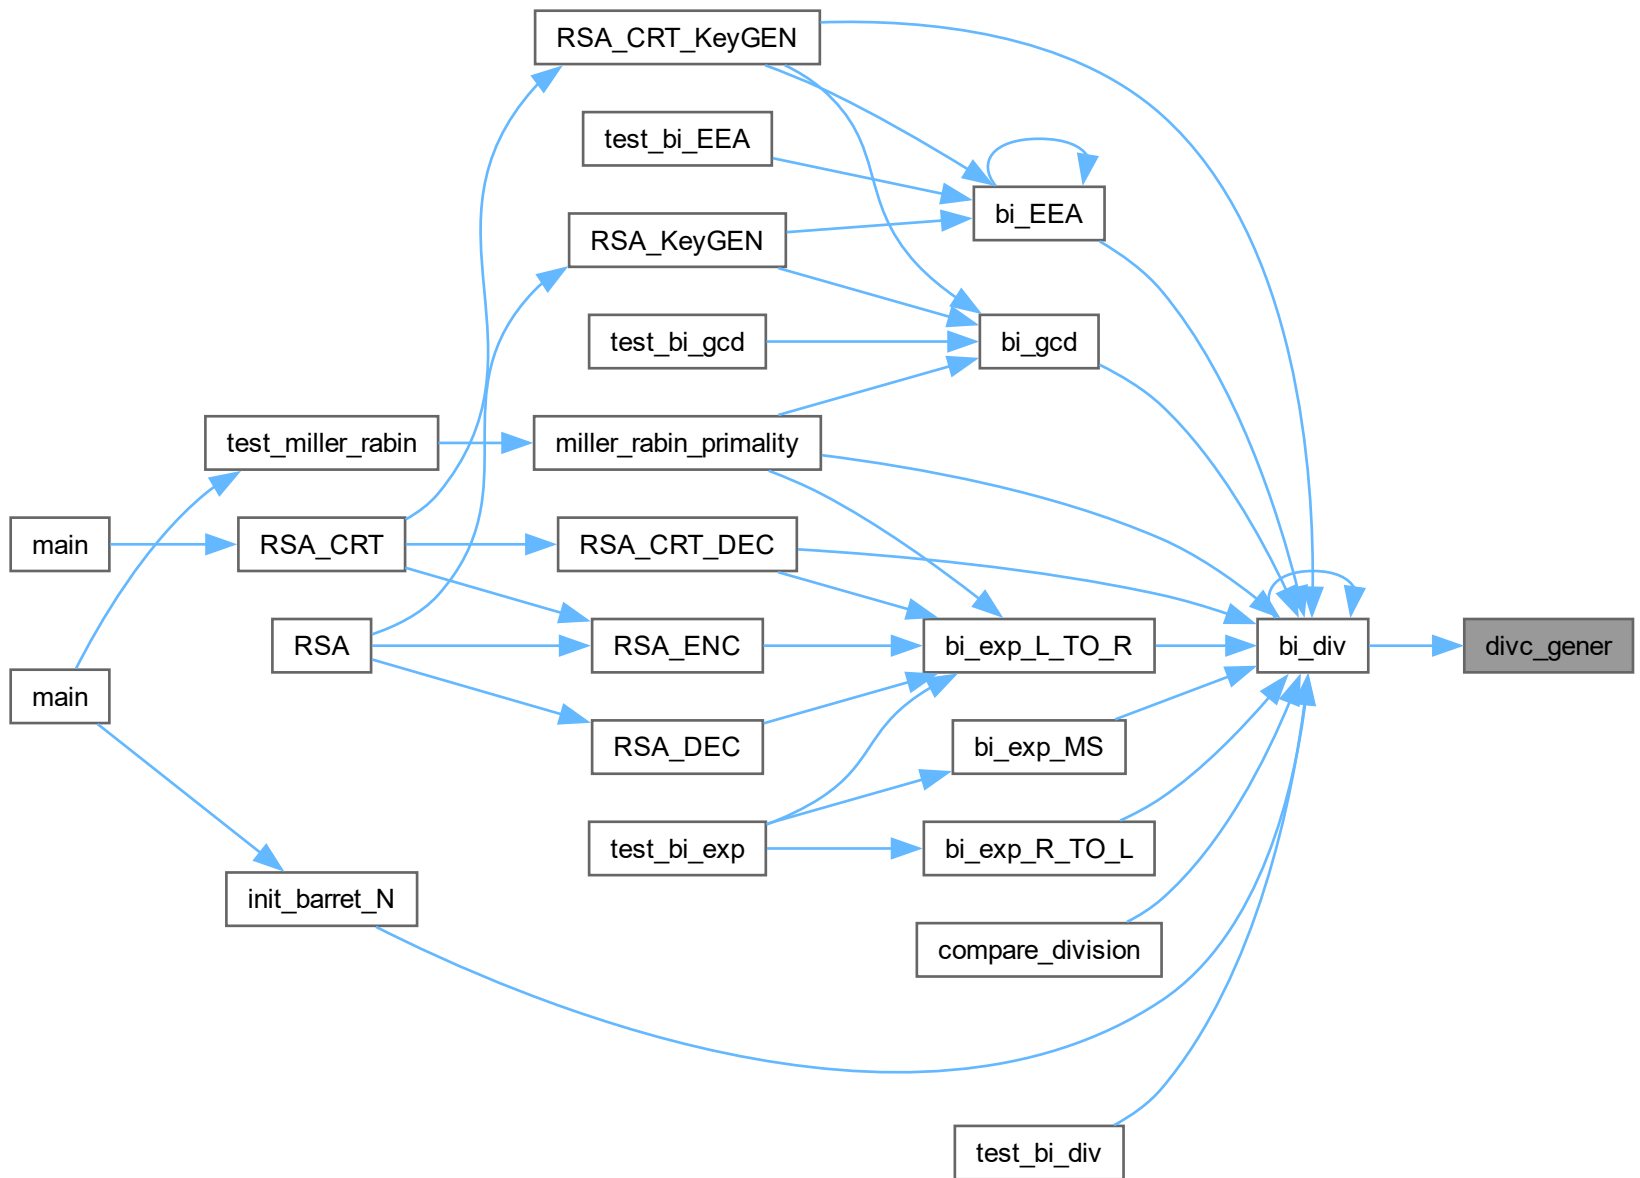 RSA_CRT_KeyGEN
test_bi_EEA
bi_EEA
RSA_KeyGEN
test_bi_gcd
bi_gcd
test_miller_rabin
miller_rabin_primality
main
RSA_CRT
RSA_CRT_DEC
RSA
RSA_ENC
bi_exp_L_TO_R
bi_div
divc_gener
main
RSA_DEC
bi_exp_MS
test_bi_exp
bi_exp_R_TO_L
init_barret_N
compare_division
test_bi_div